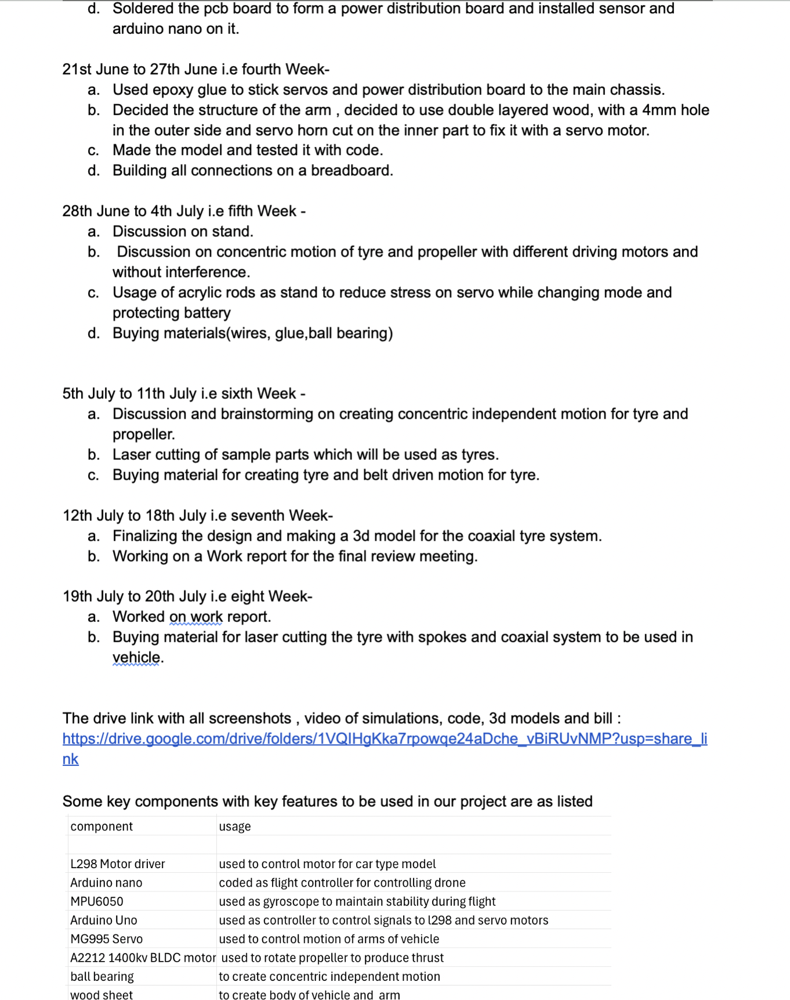 d. Soldered the pcb board to form a power distribution board and installed sensor and
arduino nano on it.
21st June to 27th June i.e fourth Week-
a. Used epoxy glue to stick servos and power distribution board to the main chassis.
b. Decided the structure of the arm , decided to use double layered wood, with a 4mm hole
in the outer side and servo horn cut on the inner part to fix it with a servo motor.
c. Made the model and tested it with code.
d. Building all connections on a breadboard.
28th June to 4th July i.e fifth Week -
a. Discussion on stand.
b. Discussion on concentric motion of tyre and propeller with different driving motors and
without interference.
c. Usage of acrylic rods as stand to reduce stress on servo while changing mode and
protecting battery
d. Buying materials(wires, glue,ball bearing)
5th July to 11th July i.e sixth Week -
a. Discussion and brainstorming on creating concentric independent motion for tyre and
propeller.
b. Laser cutting of sample parts which will be used as tyres.
c. Buying material for creating tyre and belt driven motion for tyre.
12th July to 18th July i.e seventh Week-
a. Finalizing the design and making a 3d model for the coaxial tyre system.
b. Working on a Work report for the final review meeting.
19th July to 20th July i.e eight Week-
a. Worked on work report.
b. Buying material for laser cutting the tyre with spokes and coaxial system to be used in
vehicle.
The drive link with all screenshots , video of simulations, code, 3d models and bill :
https://drive.google.com/drive/folders/1VQIHgKka7rpowqe24aDche_vBiRUvNMP?usp=share_li
nk
Some key components with key features to be used in our project are as listed
component usage
L298 Motor driver used to control motor for car type model
Arduino nano coded as flight controller for controlling drone
MPU6050 used as gyroscope to maintain stability during flight
Arduino Uno used as controller to control signals to l298 and servo motors
MG995 Servo used to control motion of arms of vehicle
A2212 1400kv BLDC motor used to rotate propeller to produce thrust
ball bearing to create concentric independent motion
wood sheet to create body of vehicle and arm